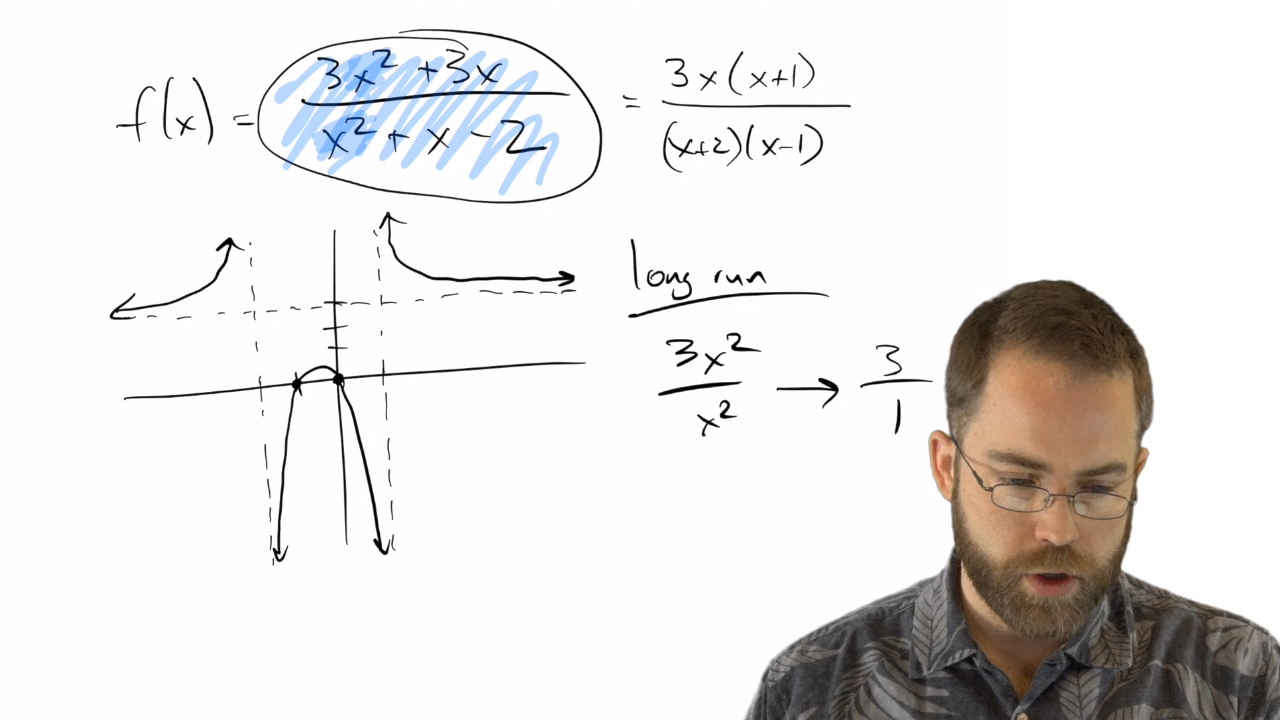 f(x) = 3x² + 3x / x² + x - 2 = 3x(x+1) / (x+2)(x-1)
long run
3x² / x² → 3 / 1